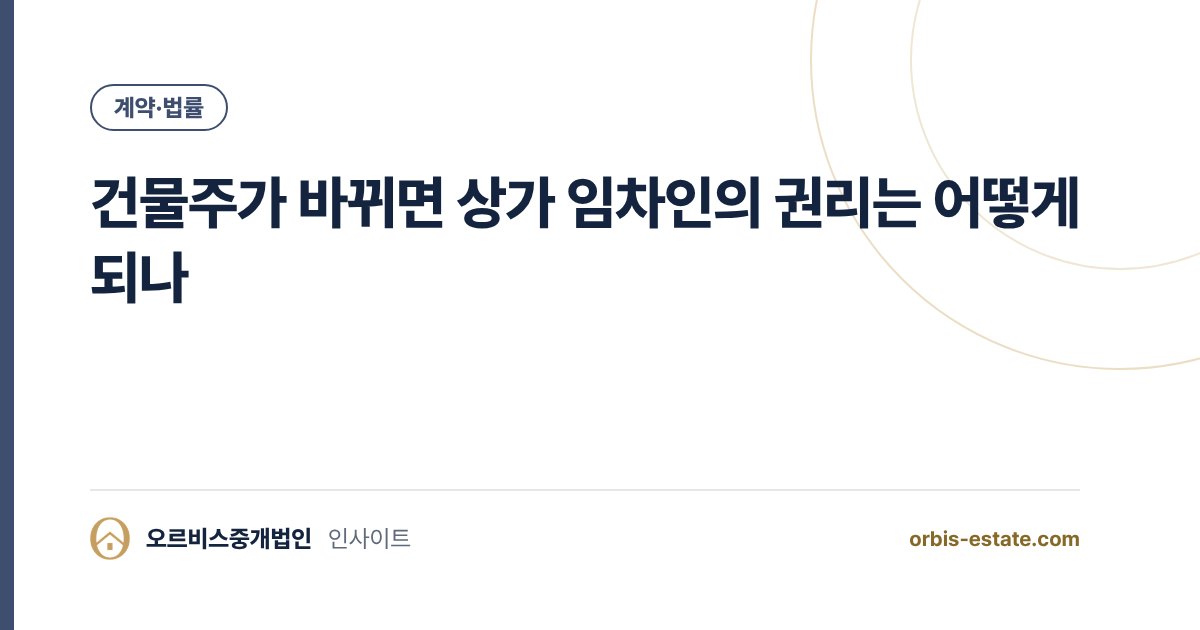 계약·법률
건물주가 바뀌면 상가 임차인의 권리는 어떻게
되나
오르비스중개법인 인사이트
orbis-estate.com